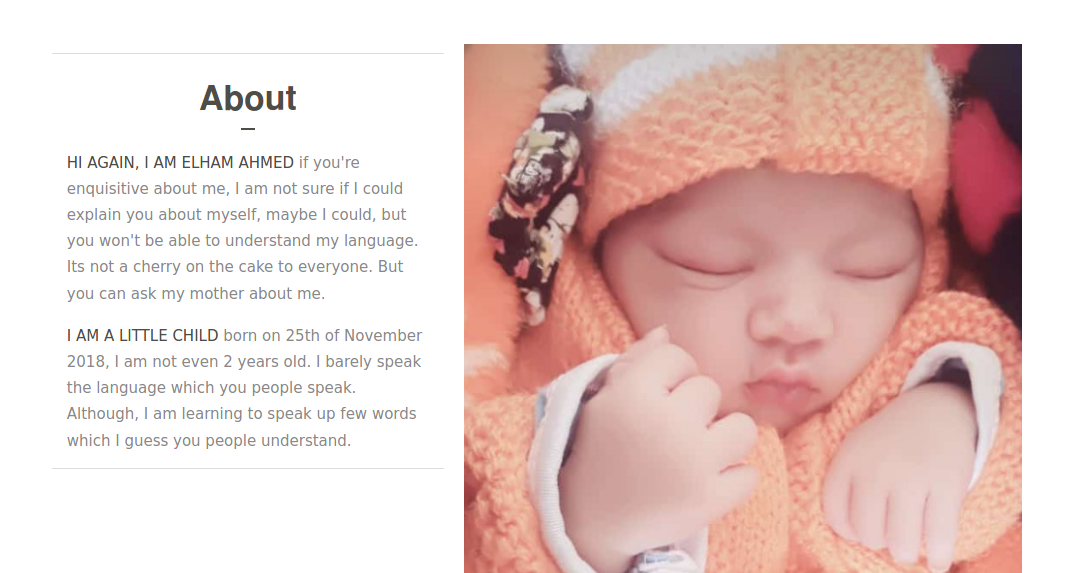 About
HI AGAIN, I AM ELHAM AHMED if you're
enquisitive about me, I am not sure if I could
explain you about myself, maybe I could, but
you won't be able to understand my language.
Its not a cherry on the cake to everyone. But
you can ask my mother about me.
I AM A LITTLE CHILD born on 25th of November
2018, I am not even 2 years old. I barely speak
the language which you people speak.
Although, I am learning to speak up few words
which I guess you people understand.